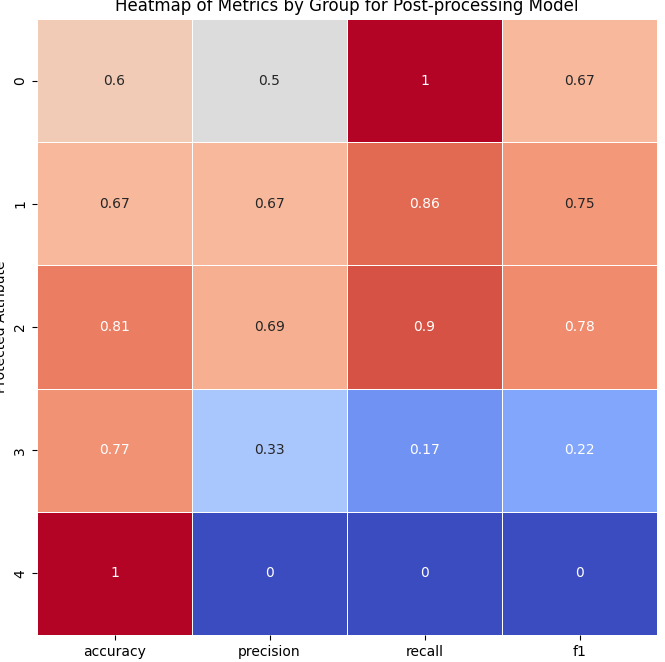 Heatmap of Metrics by Group for Post-processing Model
0 0.6 0.5 1 0.67
1 0.67 0.67 0.86 0.75
Protected Attribute
2 0.81 0.69 0.9 0.78
3 0.77 0.33 0.17 0.22
4 1 0 0 0
accuracy precision recall f1